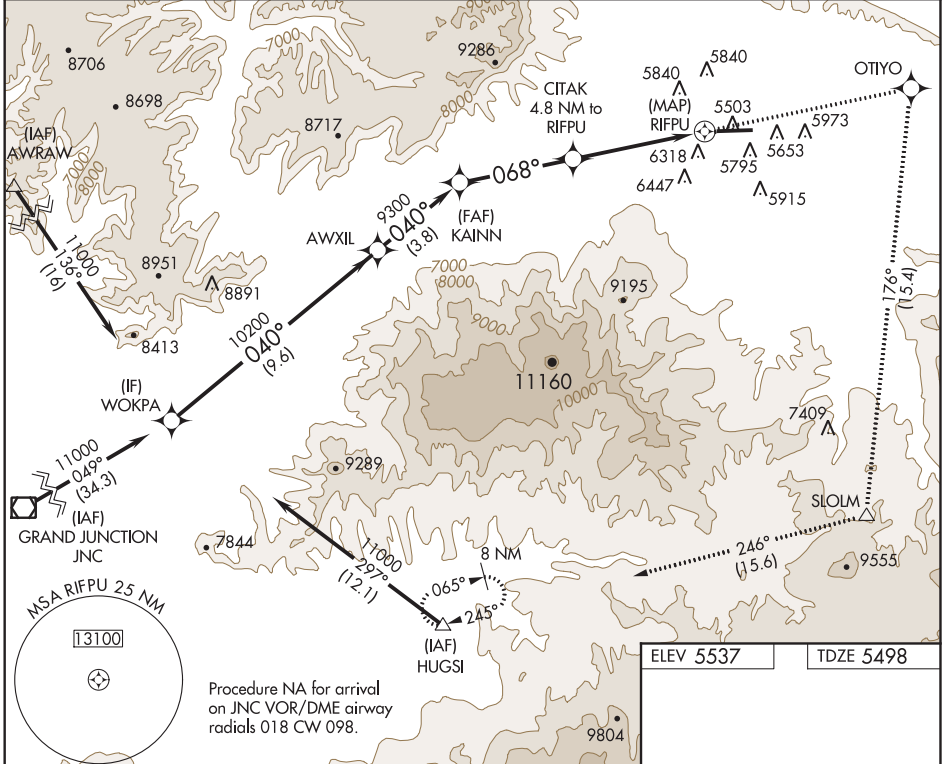 7000
9000
8706
9286
5840
5840
OTIYO
8698
8000
CITAK
4.8 NM to
RIFPU
(MAP)
RIFPU
5503
5973
(IAF)
AWRAW
8717
5653
6318
5795
7000
8000
068°
6447
5915
9300
040°
(3.8)
(FAF)
KAINN
AWXIL
11000
136°
(16)
8951
8891
7000
8000
9195
176°
(15.4)
10200
040°
(9.6)
9000
8413
11160
(IF)
WOKPA
10000
7409
11000
049°
(34.3)
9289
SLOLM
(IAF)
GRAND JUNCTION
JNC
7844
11000
297°
(12.1)
8 NM
246°
(15.6)
9555
065°
245°
MSA RIFPU 25 NM
13100
(IAF)
HUGSI
ELEV 5537
TDZE 5498
Procedure NA for arrival
on JNC VOR/DME airway
radials 018 CW 098.
9804